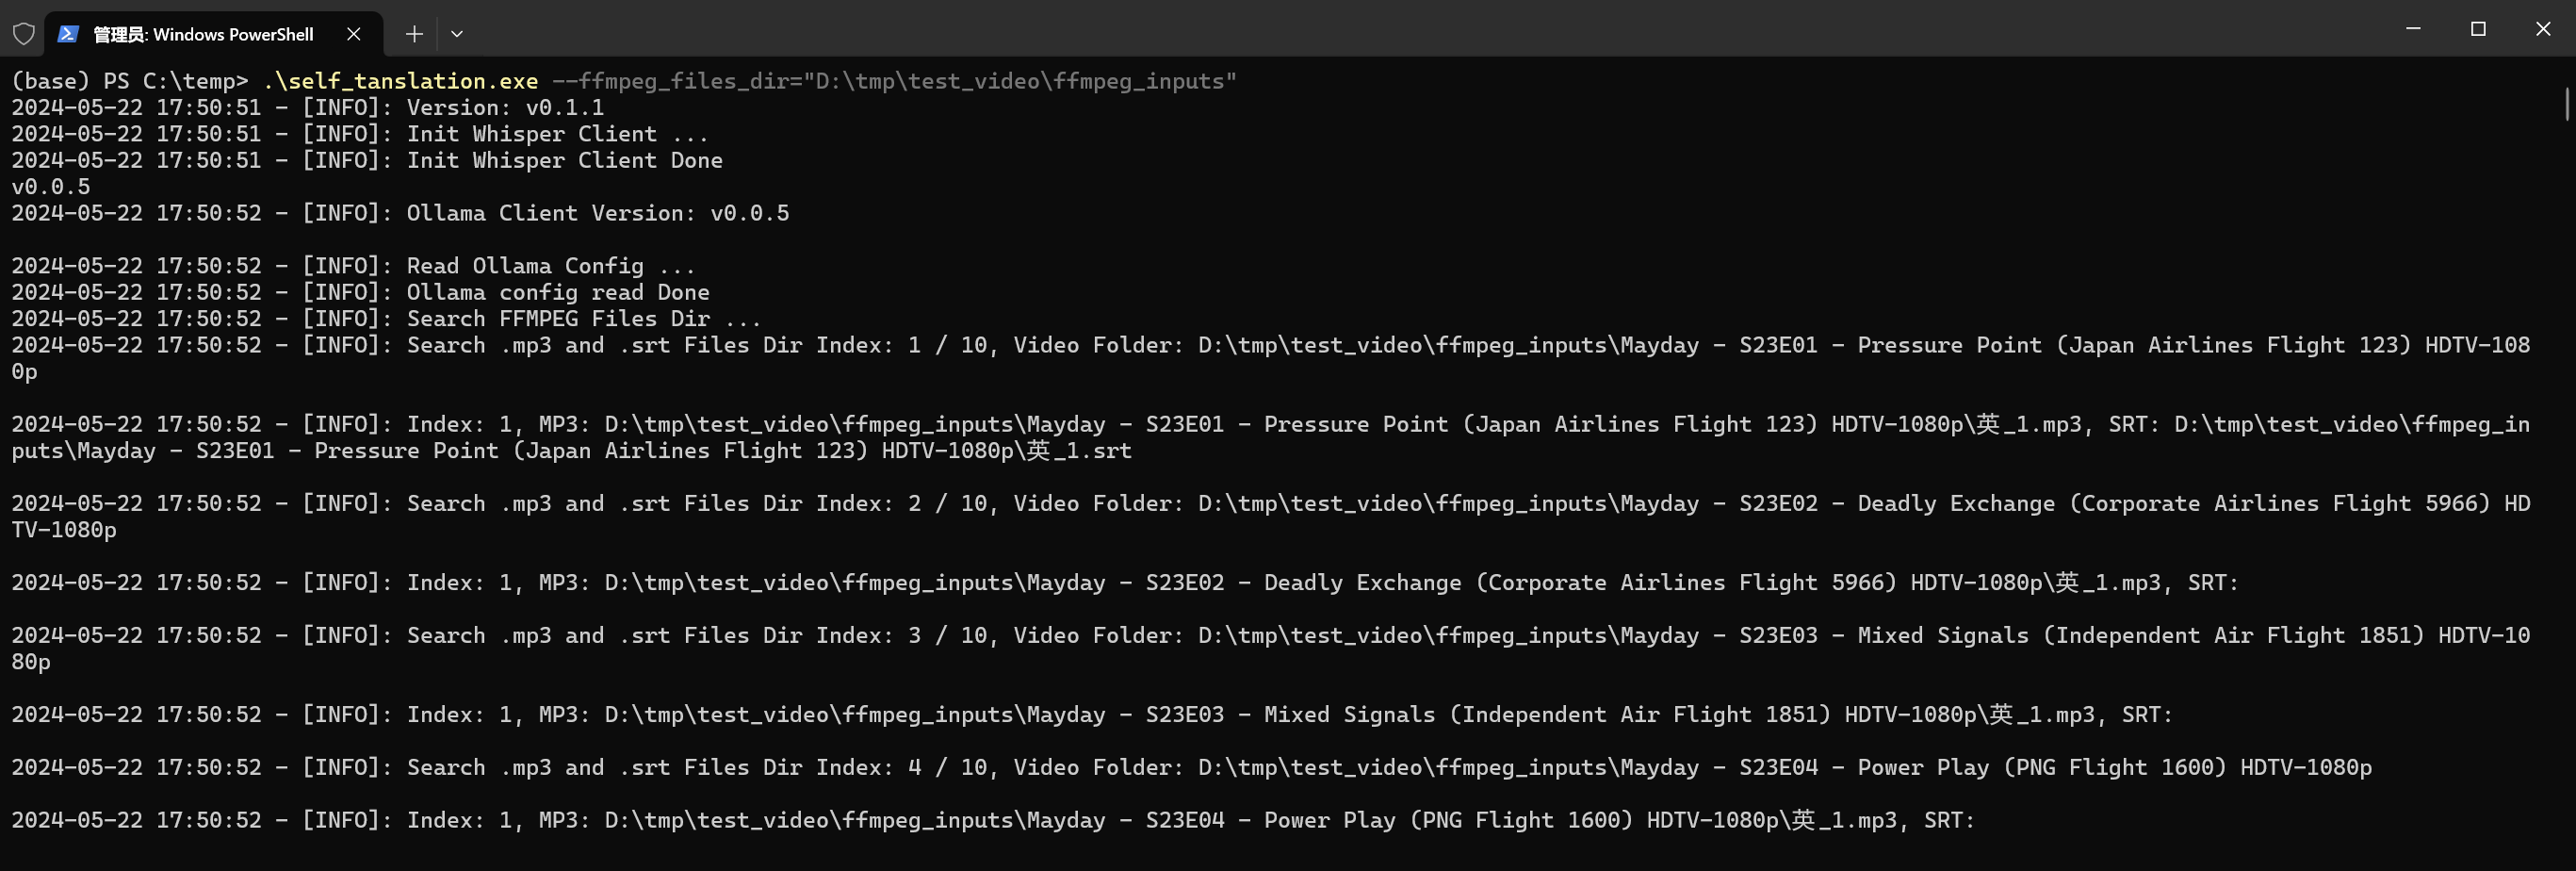 管理员: Windows PowerShell
(base) PS C:\temp> .\self_tanslation.exe --ffmpeg_files_dir="D:\tmp\test_video\ffmpeg_inputs"
2024-05-22 17:50:51 - [INFO]: Version: v0.1.1
2024-05-22 17:50:51 - [INFO]: Init Whisper Client ...
2024-05-22 17:50:51 - [INFO]: Init Whisper Client Done
v0.0.5
2024-05-22 17:50:52 - [INFO]: Ollama Client Version: v0.0.5
2024-05-22 17:50:52 - [INFO]: Read Ollama Config ...
2024-05-22 17:50:52 - [INFO]: Ollama config read Done
2024-05-22 17:50:52 - [INFO]: Search FFMPEG Files Dir ...
2024-05-22 17:50:52 - [INFO]: Search .mp3 and .srt Files Dir Index: 1 / 10, Video Folder: D:\tmp\test_video\ffmpeg_inputs\Mayday - S23E01 - Pressure Point (Japan Airlines Flight 123) HDTV-108
0p
2024-05-22 17:50:52 - [INFO]: Index: 1, MP3: D:\tmp\test_video\ffmpeg_inputs\Mayday - S23E01 - Pressure Point (Japan Airlines Flight 123) HDTV-1080p\英_1.mp3, SRT: D:\tmp\test_video\ffmpeg_in
puts\Mayday - S23E01 - Pressure Point (Japan Airlines Flight 123) HDTV-1080p\英_1.srt
2024-05-22 17:50:52 - [INFO]: Search .mp3 and .srt Files Dir Index: 2 / 10, Video Folder: D:\tmp\test_video\ffmpeg_inputs\Mayday - S23E02 - Deadly Exchange (Corporate Airlines Flight 5966) HD
TV-1080p
2024-05-22 17:50:52 - [INFO]: Index: 1, MP3: D:\tmp\test_video\ffmpeg_inputs\Mayday - S23E02 - Deadly Exchange (Corporate Airlines Flight 5966) HDTV-1080p\英_1.mp3, SRT:
2024-05-22 17:50:52 - [INFO]: Search .mp3 and .srt Files Dir Index: 3 / 10, Video Folder: D:\tmp\test_video\ffmpeg_inputs\Mayday - S23E03 - Mixed Signals (Independent Air Flight 1851) HDTV-10
80p
2024-05-22 17:50:52 - [INFO]: Index: 1, MP3: D:\tmp\test_video\ffmpeg_inputs\Mayday - S23E03 - Mixed Signals (Independent Air Flight 1851) HDTV-1080p\英_1.mp3, SRT:
2024-05-22 17:50:52 - [INFO]: Search .mp3 and .srt Files Dir Index: 4 / 10, Video Folder: D:\tmp\test_video\ffmpeg_inputs\Mayday - S23E04 - Power Play (PNG Flight 1600) HDTV-1080p
2024-05-22 17:50:52 - [INFO]: Index: 1, MP3: D:\tmp\test_video\ffmpeg_inputs\Mayday - S23E04 - Power Play (PNG Flight 1600) HDTV-1080p\英_1.mp3, SRT: